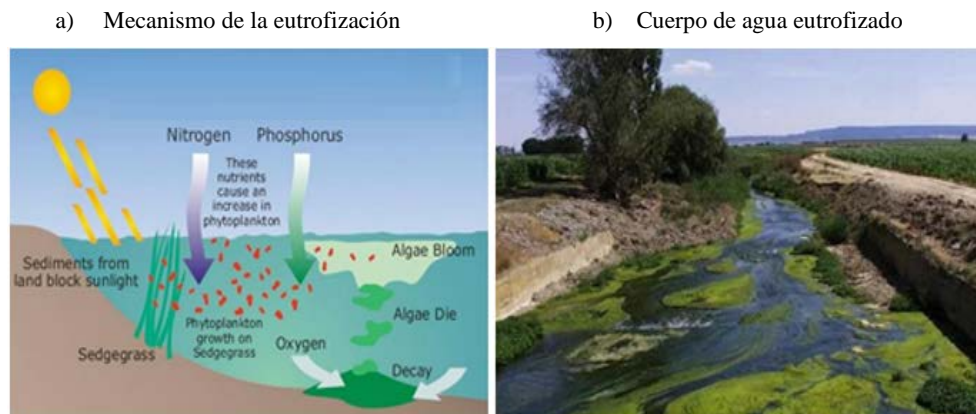 a) Mecanismo de la eutrofización
b) Cuerpo de agua eutrofizado
Nitrogen
Phosphorus
These
nutrients
cause an
increase in
phytoplankton
Sediments from
land block sunlight
Algae Bloom
Phytoplankton
growth on
Sedgegrass
Algae Die
Sedgegrass
Oxygen
Decay